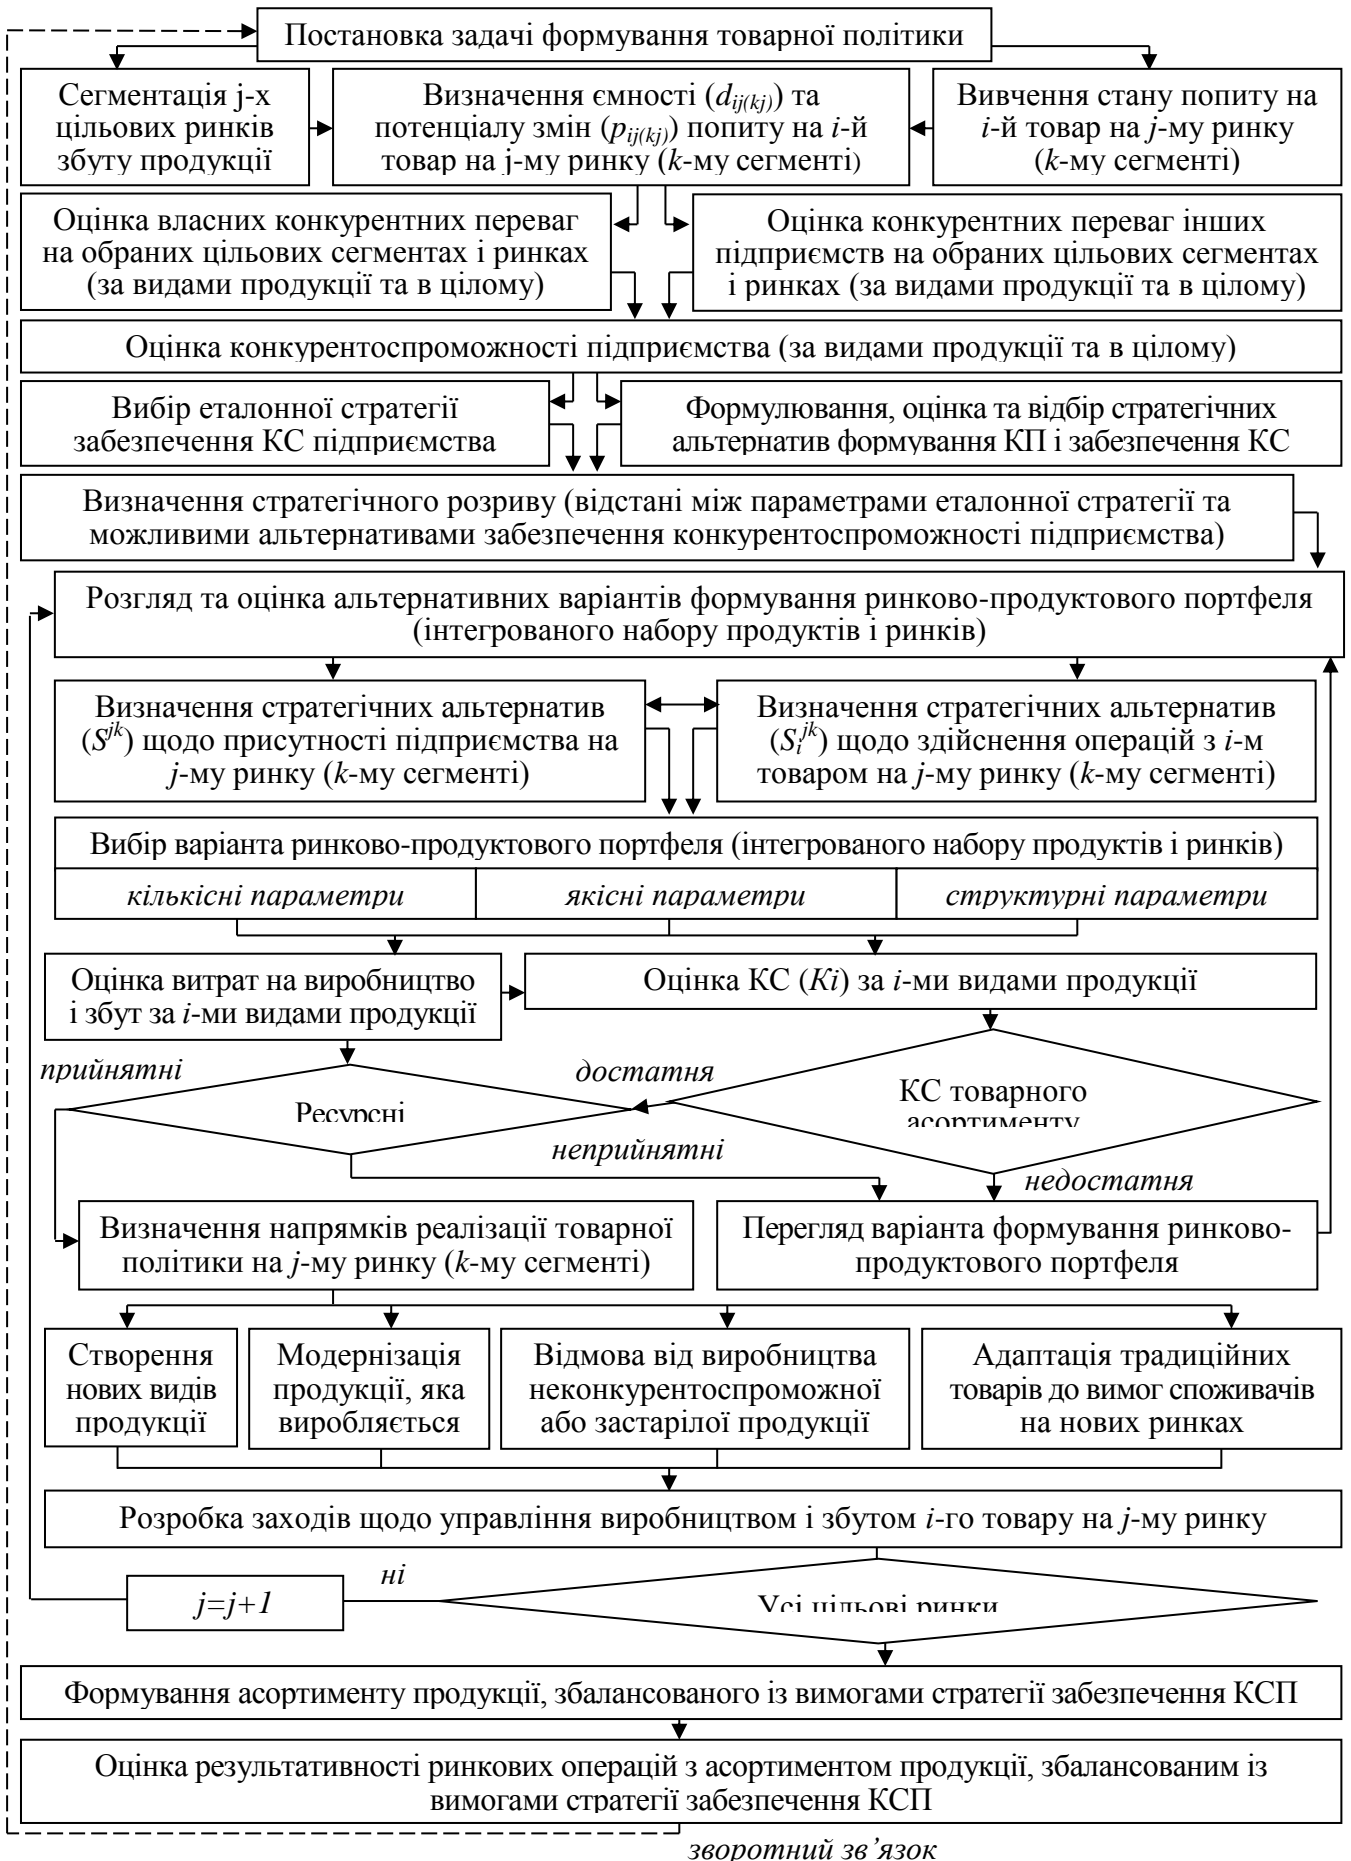 Постановка задачі формування товарної політики
Сегментація j-х
цільових ринків
збуту продукції
Визначення ємності (d_{ij(kj)}) та
потенціалу змін (p_{ij(kj)}) попиту на i-й
товар на j-му ринку (k-му сегменті)
Вивчення стану попиту на
i-й товар на j-му ринку
(k-му сегменті)
Оцінка власних конкурентних переваг
на обраних цільових сегментах і ринках
(за видами продукції та в цілому)
Оцінка конкурентних переваг інших
підприємств на обраних цільових сегментах
і ринках (за видами продукції та в цілому)
Оцінка конкурентоспроможності підприємства (за видами продукції та в цілому)
Вибір еталонної стратегії
забезпечення КС підприємства
Формулювання, оцінка та відбір стратегічних
альтернатив формування КП і забезпечення КС
Визначення стратегічного розриву (відстані між параметрами еталонної стратегії та
можливими альтернативами забезпечення конкурентоспроможності підприємства)
Розгляд та оцінка альтернативних варіантів формування ринково-продуктового портфеля
(інтегрованого набору продуктів і ринків)
Визначення стратегічних альтернатив
(S^{jk}) щодо присутності підприємства на
j-му ринку (k-му сегменті)
Визначення стратегічних альтернатив
(S_i^{jk}) щодо здійснення операцій з i-м
товаром на j-му ринку (k-му сегменті)
Вибір варіанта ринково-продуктового портфеля (інтегрованого набору продуктів і ринків)
кількісні параметри
якісні параметри
структурні параметри
Оцінка витрат на виробництво
і збут за i-ми видами продукції
Оцінка КС (Ki) за i-ми видами продукції
прийнятні
достатня
КС товарного
асортименту
Ресурсні
неприйнятні
недостатня
Визначення напрямків реалізації товарної
політики на j-му ринку (k-му сегменті)
Перегляд варіанта формування ринково-
продуктового портфеля
Створення
нових видів
продукції
Модернізація
продукції, яка
виробляється
Відмова від виробництва
неконкурентоспроможної
або застарілої продукції
Адаптація традиційних
товарів до вимог споживачів
на нових ринках
Розробка заходів щодо управління виробництвом і збутом i-го товару на j-му ринку
ні
j=j+1
Усі цільові ринки
Формування асортименту продукції, збалансованого із вимогами стратегії забезпечення КСП
Оцінка результативності ринкових операцій з асортиментом продукції, збалансованим із
вимогами стратегії забезпечення КСП
зворотний зв’язок